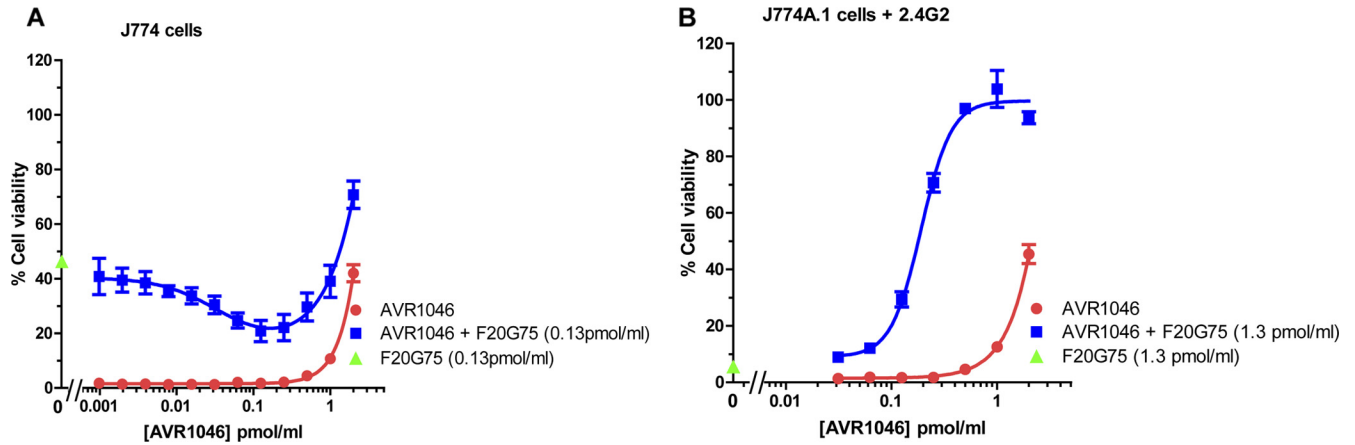 A
J774 cells
% Cell viability
120
100
80
60
40
20
0
0
0.001
0.01
0.1
1
[AVR1046] pmol/ml
AVR1046
AVR1046 + F20G75 (0.13pmol/ml)
F20G75 (0.13pmol/ml)
B
J774A.1 cells + 2.4G2
% Cell viability
120
100
80
60
40
20
0
0
0.01
0.1
1
[AVR1046] pmol/ml
AVR1046
AVR1046 + F20G75 (1.3 pmol/ml)
F20G75 (1.3 pmol/ml)